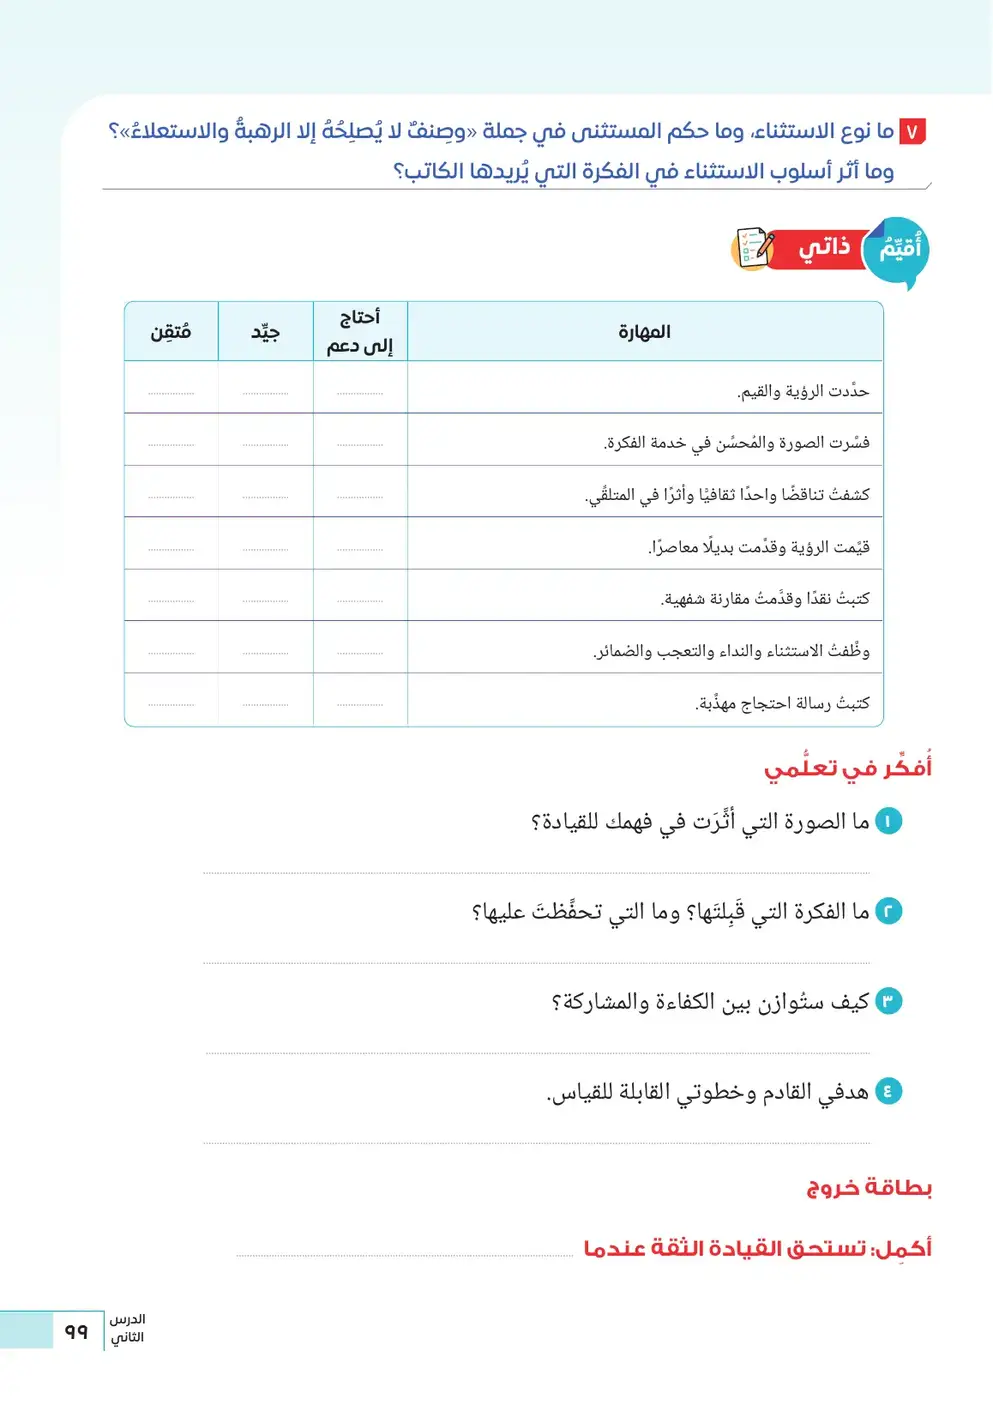 ٧ ما نوع الاستثناء، وما حكم المستثنى في جملة «وصِنفٌ لا يُصلِحُهُ إلا الرهبةُ والاستعلاءُ»؟
وما أثر أسلوب الاستثناء في الفكرة التي يُريدها الكاتب؟
أُقيِّمُ ذاتي
المهارة
أحتاج إلى دعم
جيِّد
مُتقِن
حدَّدت الرؤية والقيم.
فسَّرت الصورة والمُحسِّن في خدمة الفكرة.
كشفتُ تناقضًا واحدًا ثقافيًّا وأثرًا في المتلقِّي.
قيَّمت الرؤية وقدَّمت بديلًا معاصرًا.
كتبتُ نقدًا وقدَّمتُ مقارنة شفهية.
وظَّفتُ الاستثناء والنداء والتعجب والضمائر.
كتبتُ رسالة احتجاج مهذَّبة.
أُفكِّر في تعلُّمي
١ ما الصورة التي أثَّرَت في فهمك للقيادة؟
٢ ما الفكرة التي قَبِلتَها؟ وما التي تحفَّظتَ عليها؟
٣ كيف ستُوازن بين الكفاءة والمشاركة؟
٤ هدفي القادم وخطوتي القابلة للقياس.
بطاقة خروج
أكمِل: تستحق القيادة الثقة عندما
الدرس
الثاني
٩٩